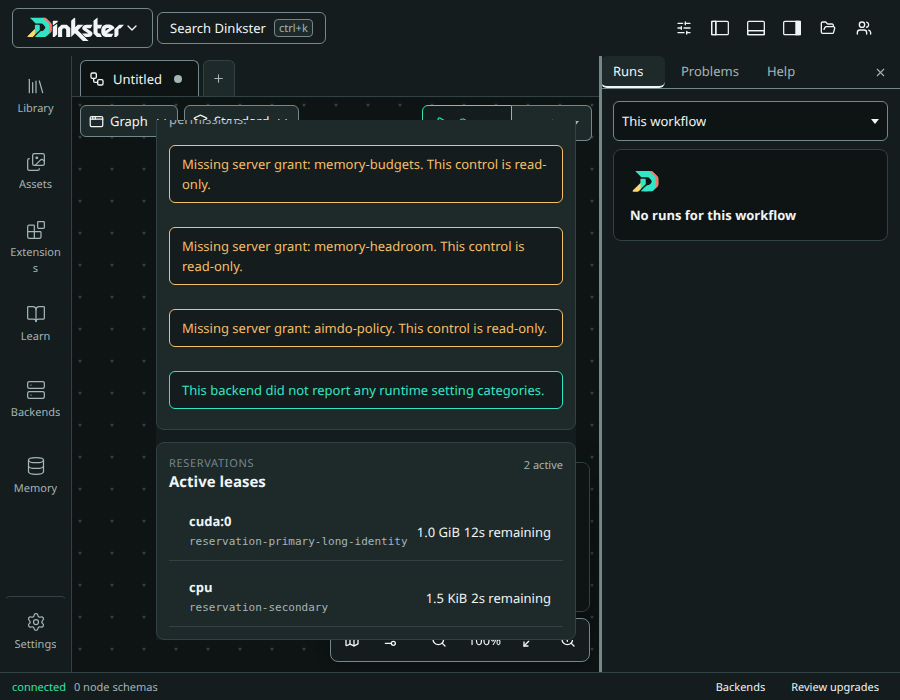 Dinkster
Search Dinkster ctrl+k
Library
Assets
Extension
s
Learn
Backends
Memory
Settings
Untitled
+
Graph
Standard
permissions.
Missing server grant: memory-budgets. This control is read-
only.
Missing server grant: memory-headroom. This control is
read-only.
Missing server grant: aimdo-policy. This control is read-only.
This backend did not report any runtime setting categories.
RESERVATIONS
2 active
Active leases
cuda:0
reservation-primary-long-identity
1.0 GiB 12s remaining
cpu
reservation-secondary
1.5 KiB 2s remaining
100%
Runs
Problems
Help
This workflow
No runs for this workflow
connected
0 node schemas
Backends
Review upgrades